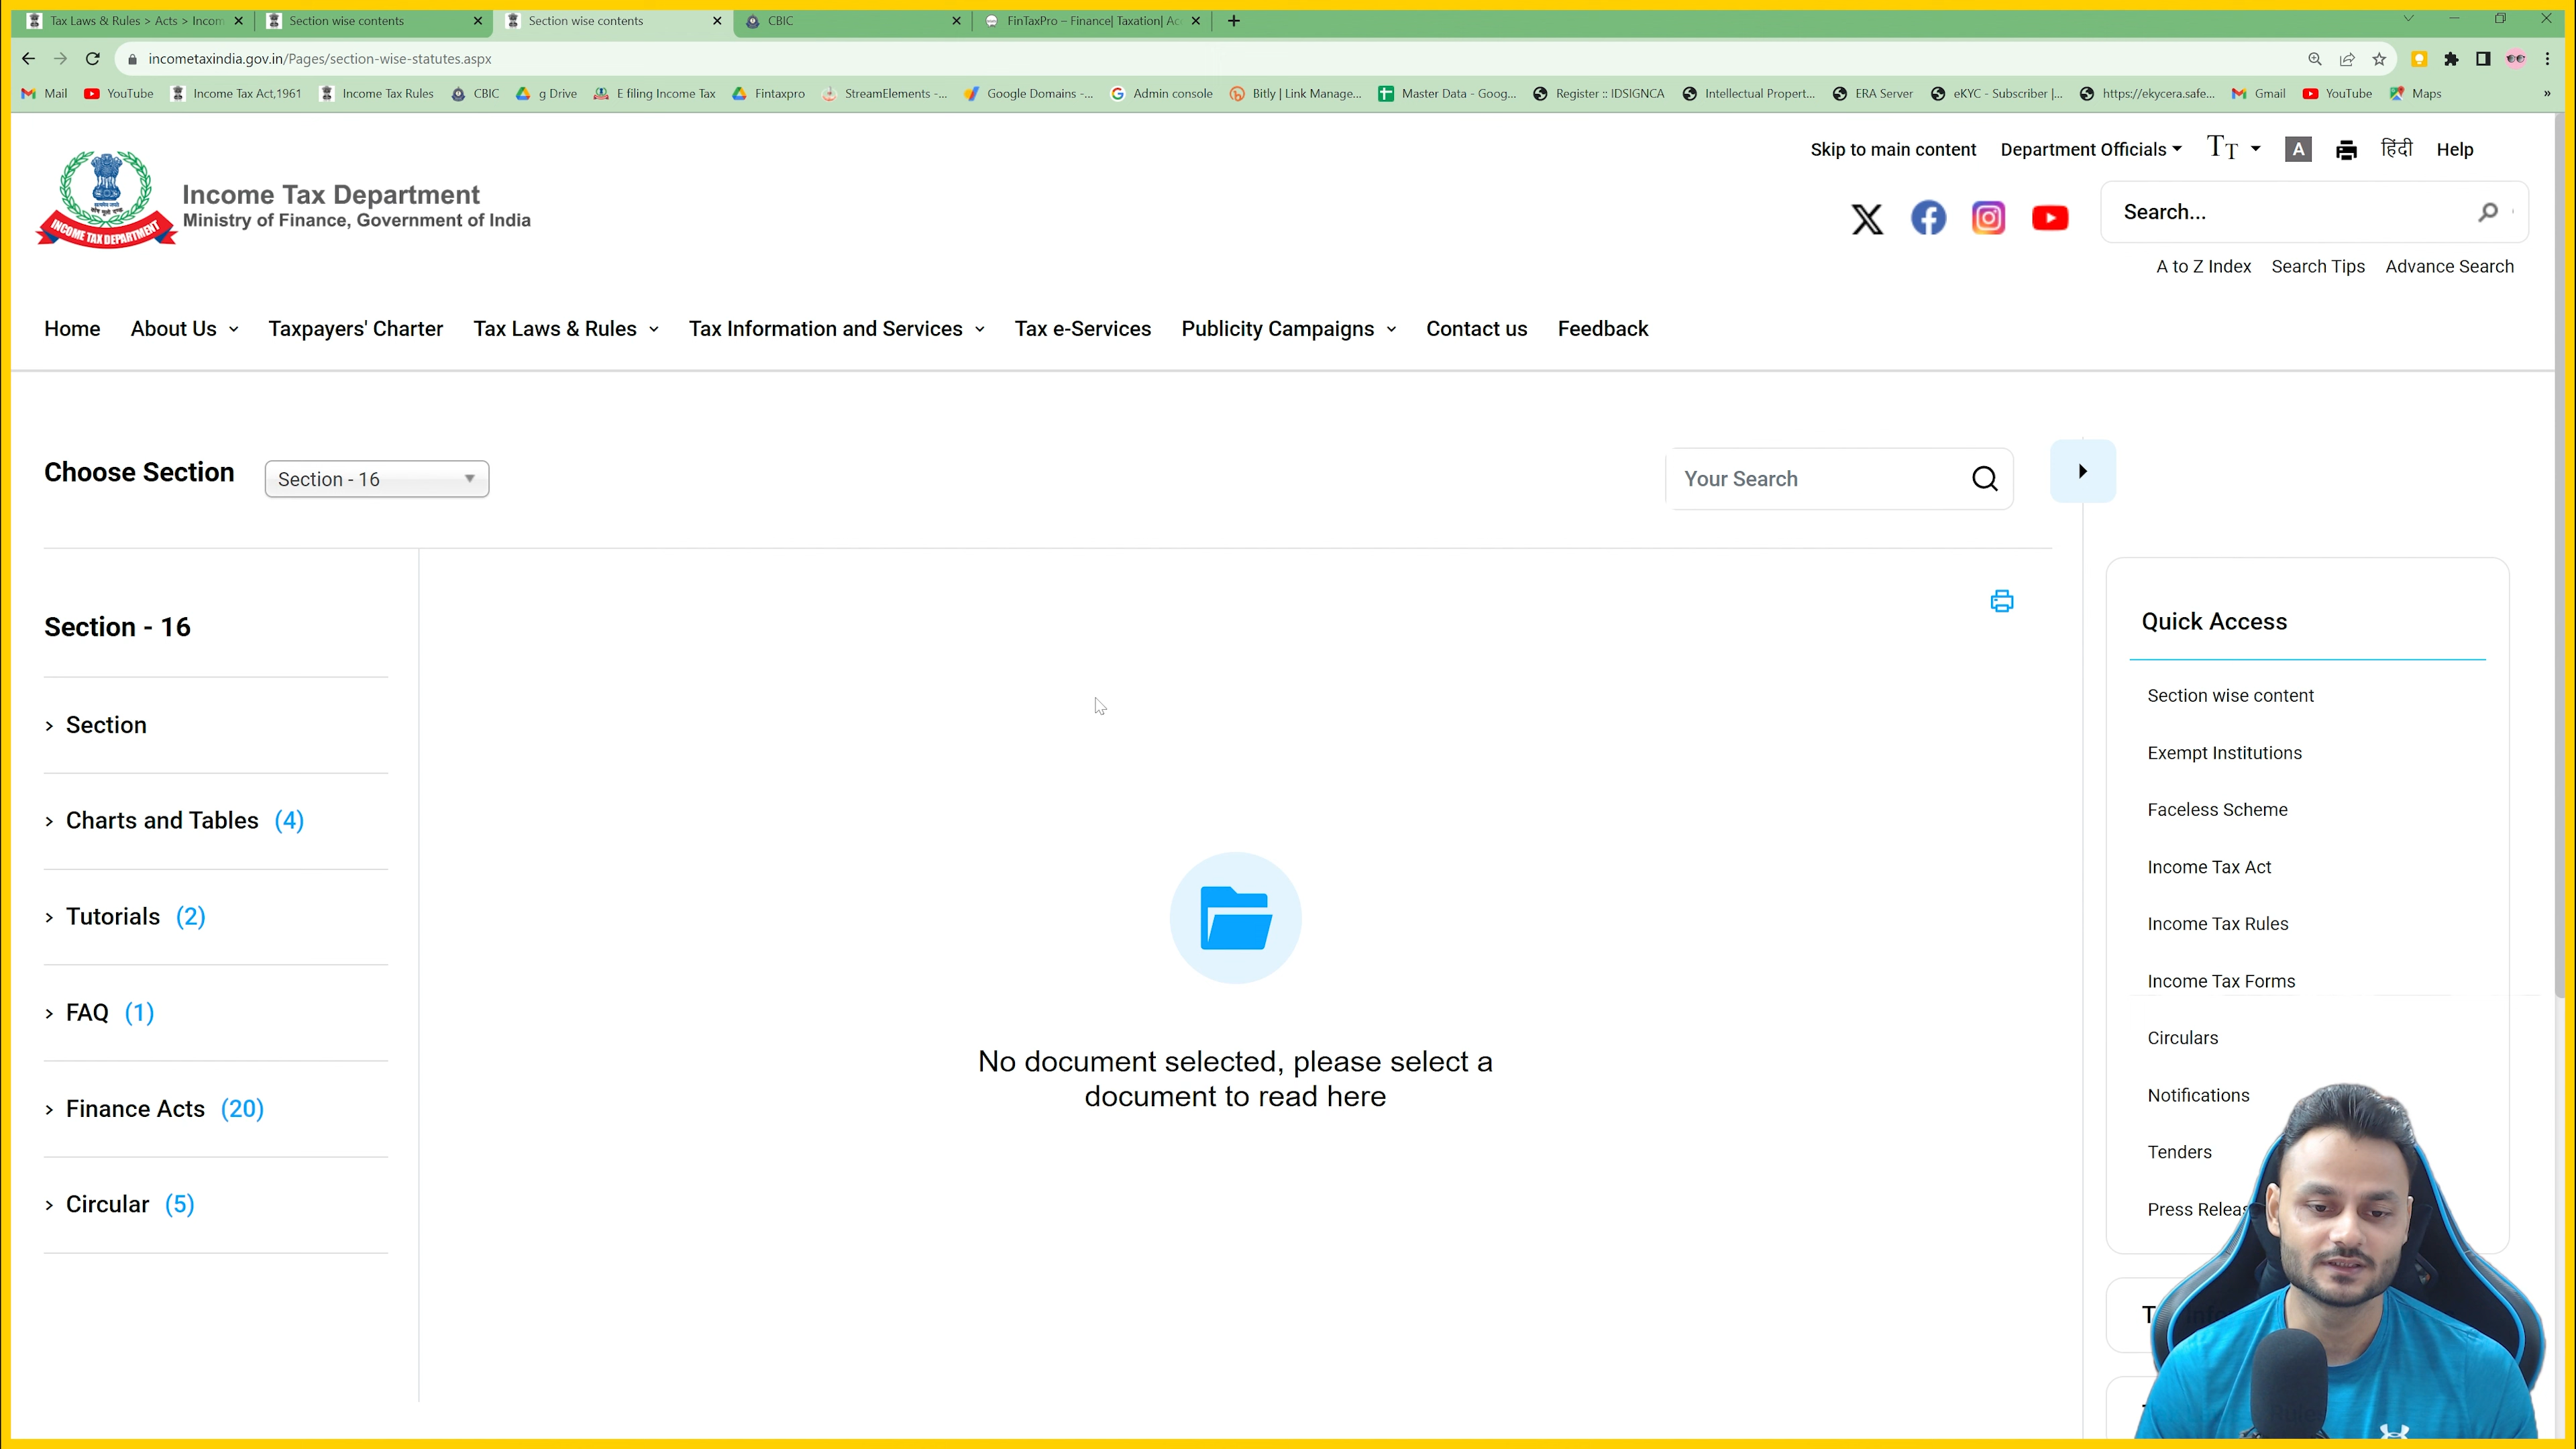 Tax Laws & Rules > Acts > Incom
Section wise contents
Section wise contents
CBIC
FinTaxPro – Finance| Taxation| Ac
incometaxindia.gov.in/Pages/section-wise-statutes.aspx
Mail YouTube Income Tax Act,1961 Income Tax Rules CBIC g Drive E filing Income Tax Fintaxpro StreamElements -... Google Domains -... Admin console Bitly | Link Manage... Master Data - Goog... Register :: IDSIGNCA Intellectual Propert... ERA Server eKYC - Subscriber |... https://ekycera.safe... Gmail YouTube Maps »
Skip to main content Department Officials TT A हिंदी Help
INCOME TAX DEPARTMENT
Income Tax Department
Ministry of Finance, Government of India
Search...
A to Z Index Search Tips Advance Search
Home About Us Taxpayers' Charter Tax Laws & Rules Tax Information and Services Tax e-Services Publicity Campaigns Contact us Feedback
Choose Section Section - 16 Your Search
Section - 16
Section
Charts and Tables (4)
Tutorials (2)
FAQ (1)
Finance Acts (20)
Circular (5)
No document selected, please select a
document to read here
Quick Access
Section wise content
Exempt Institutions
Faceless Scheme
Income Tax Act
Income Tax Rules
Income Tax Forms
Circulars
Notifications
Tenders
Press Releas